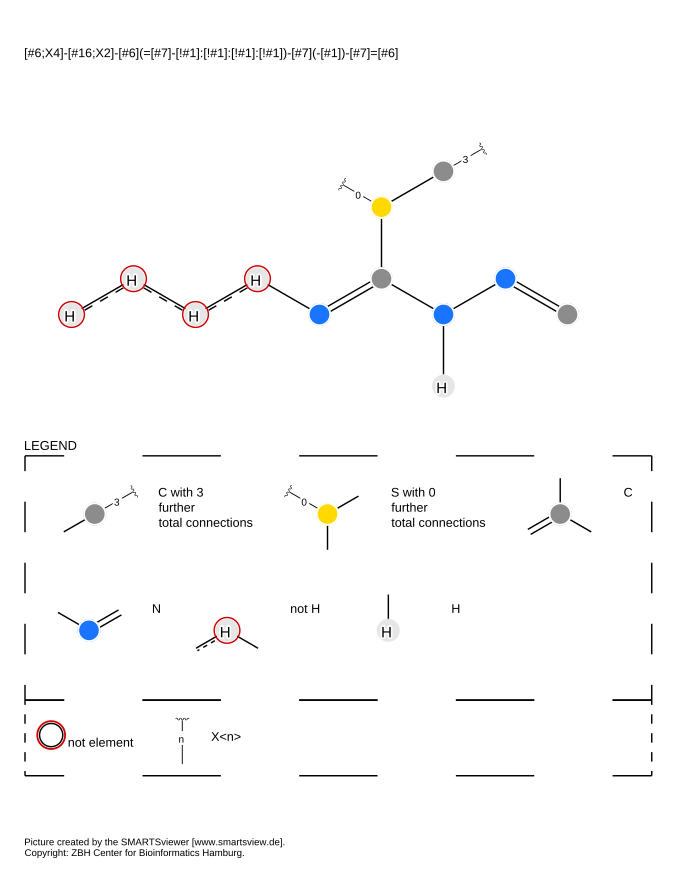 [#6;X4]-[#16;X2]-[#6](=[#7]-[!#1]:[!#1]:[!#1]:[!#1])-[#7](-[#1])-[#7]=[#6]
3
0
H
H
H
H
H
LEGEND
3
C with 3
further
total connections
0
S with 0
further
total connections
C
N
H
not H
H
H
not element
n
X<n>
Picture created by the SMARTSviewer [www.smartsview.de].
Copyright: ZBH Center for Bioinformatics Hamburg.